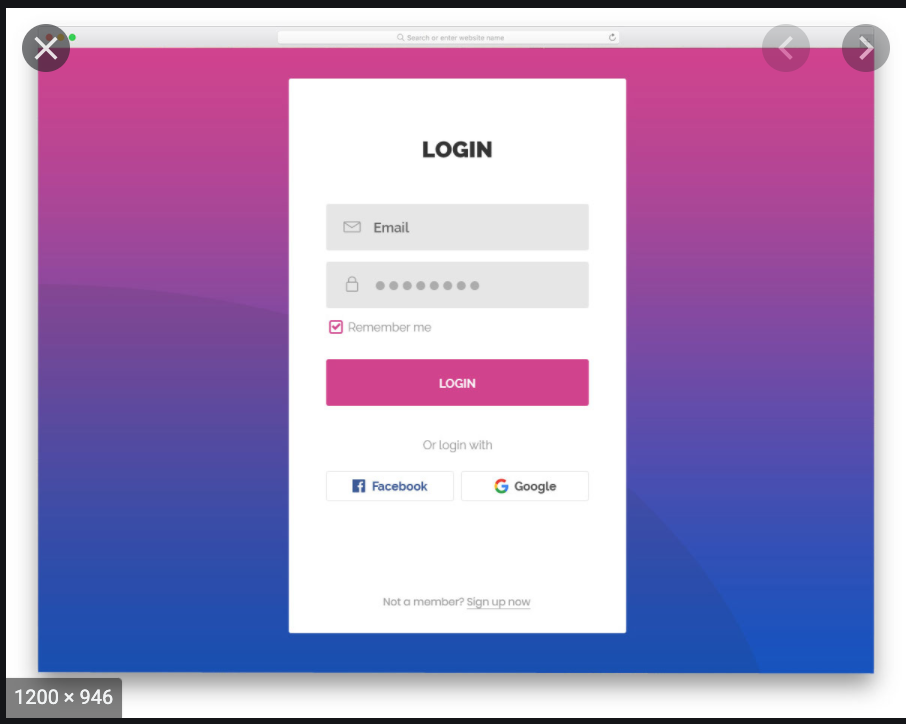 Search or enter website name
LOGIN
Email
Remember me
LOGIN
Or login with
Facebook
Google
Not a member? Sign up now
1200 × 946